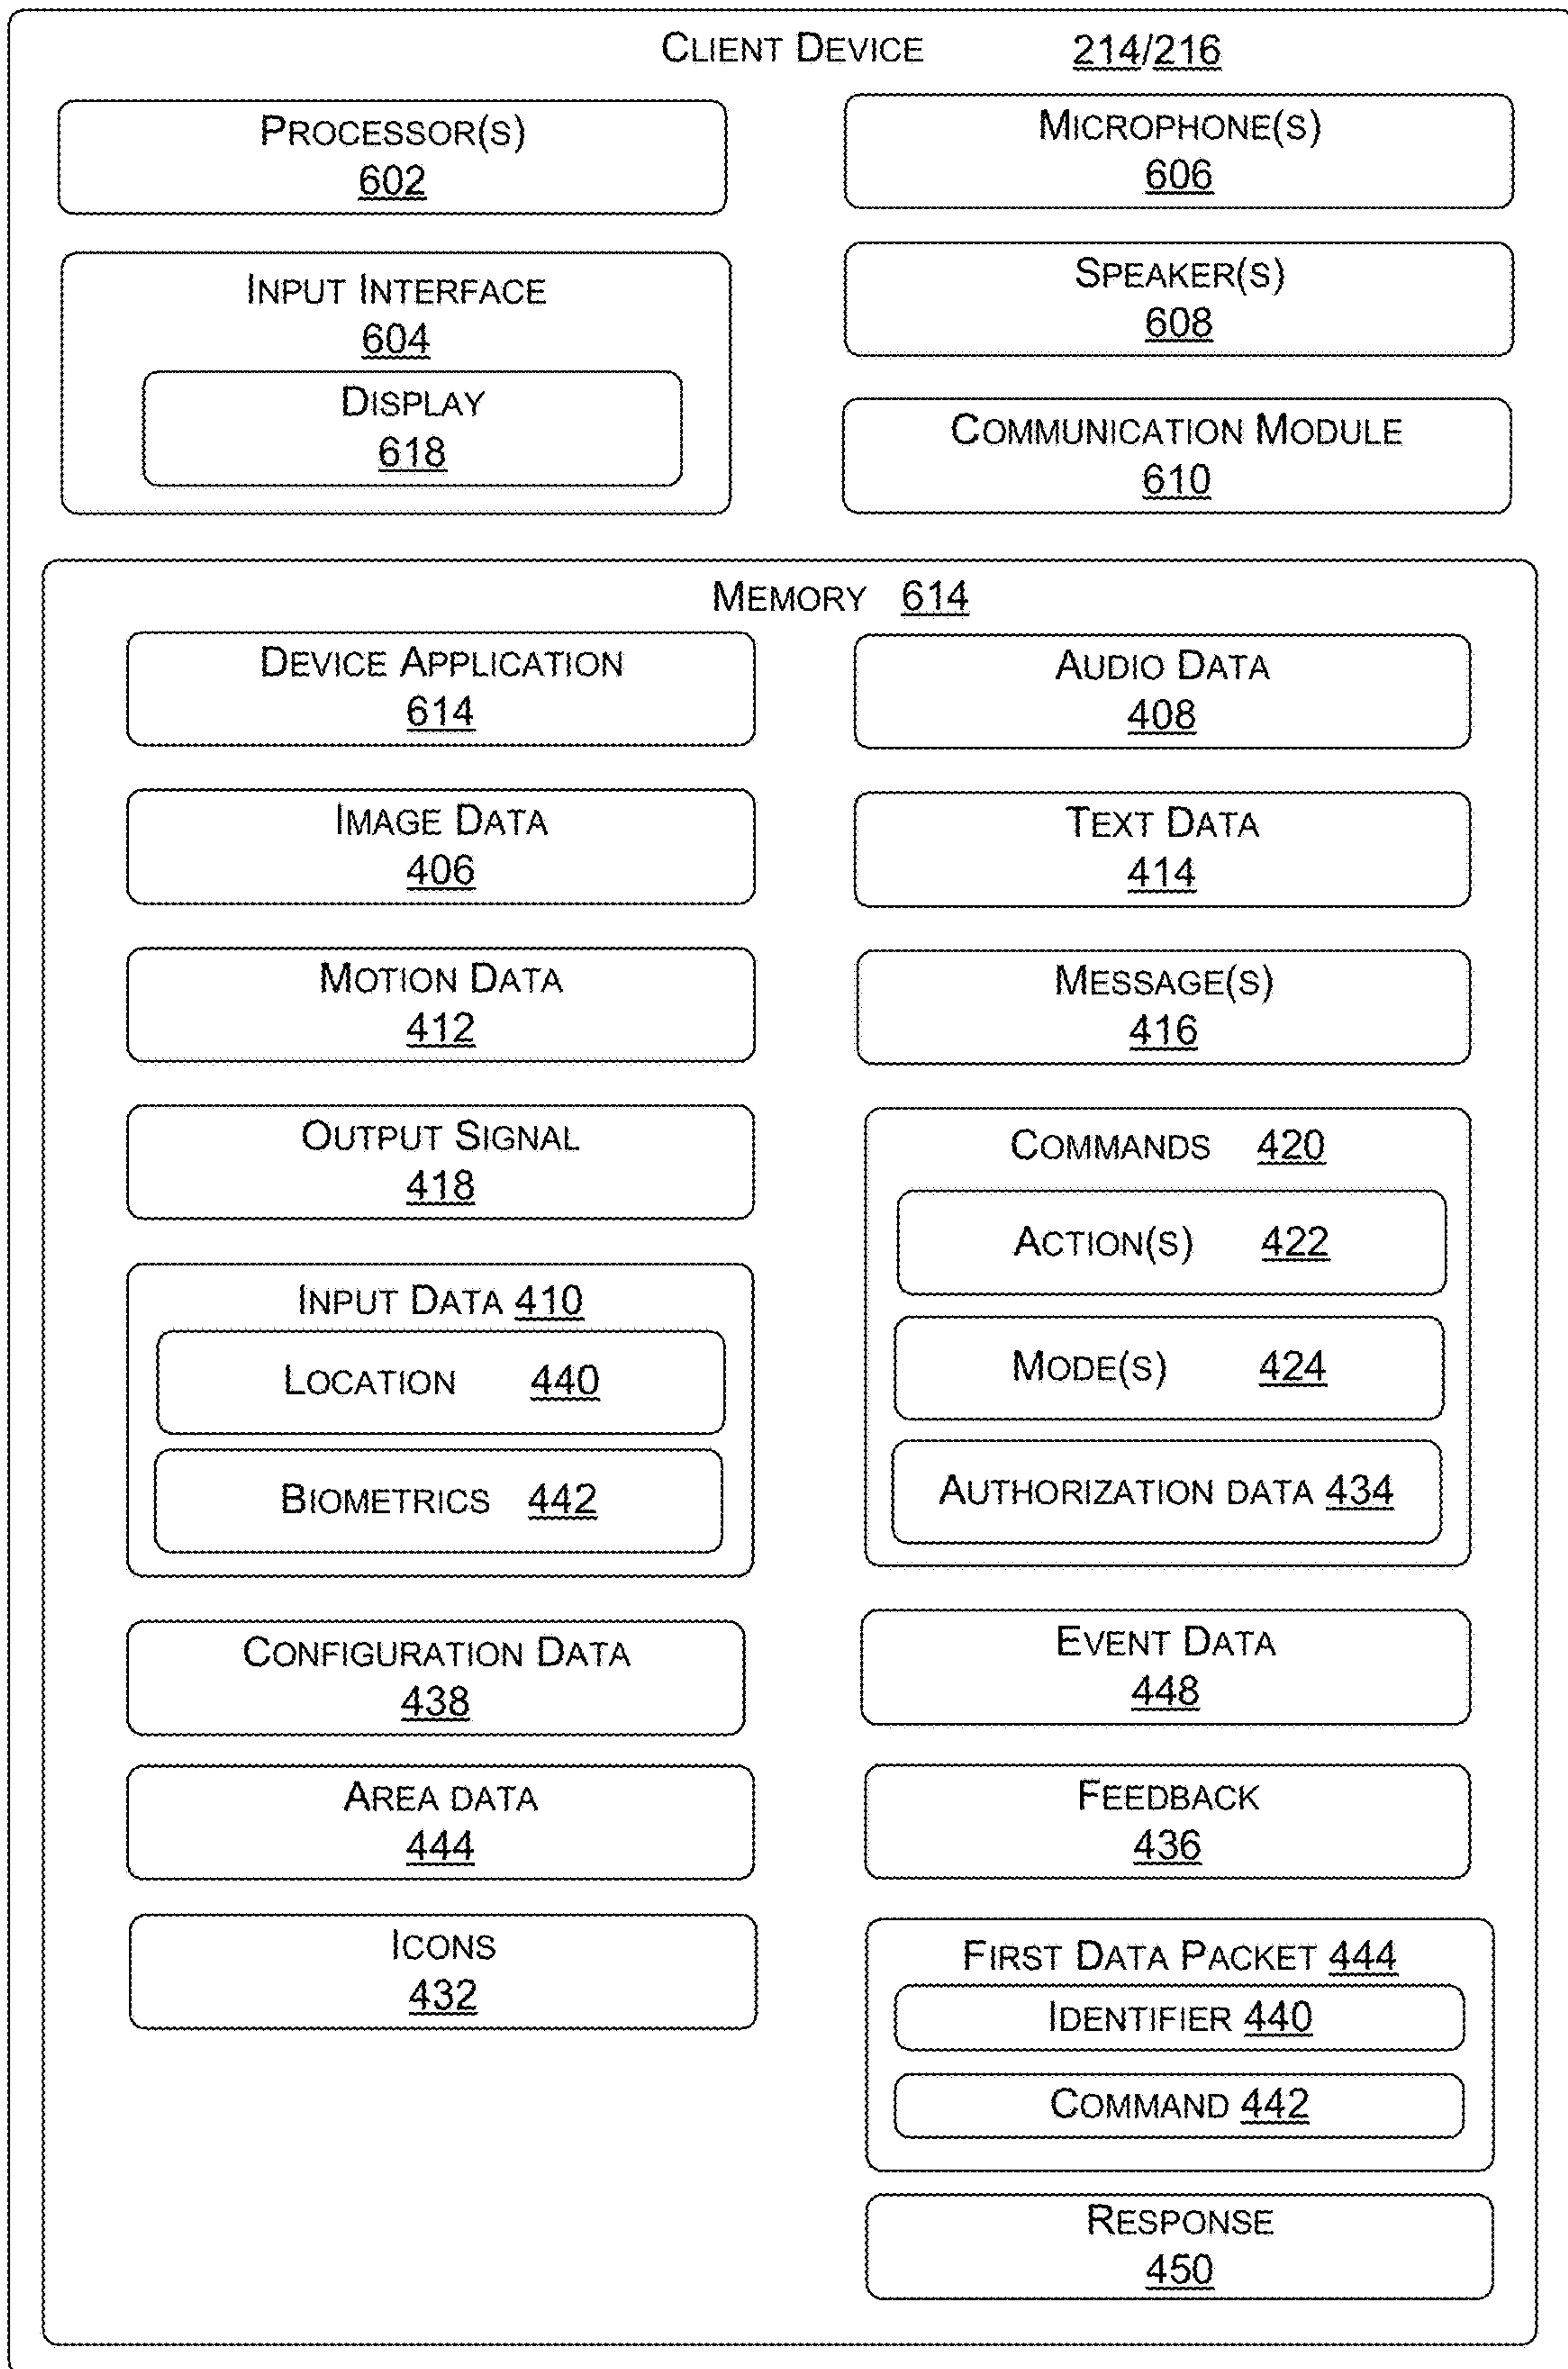 CLIENT DEVICE 214/216
PROCESSOR(S)
602
MICROPHONE(S)
606
INPUT INTERFACE
604
DISPLAY
618
SPEAKER(S)
608
COMMUNICATION MODULE
610
MEMORY 614
DEVICE APPLICATION
614
AUDIO DATA
408
IMAGE DATA
406
TEXT DATA
414
MOTION DATA
412
MESSAGE(S)
416
OUTPUT SIGNAL
418
COMMANDS 420
ACTION(S) 422
MODE(S) 424
AUTHORIZATION DATA 434
INPUT DATA 410
LOCATION 440
BIOMETRICS 442
CONFIGURATION DATA
438
EVENT DATA
448
AREA DATA
444
FEEDBACK
436
ICONS
432
FIRST DATA PACKET 444
IDENTIFIER 440
COMMAND 442
RESPONSE
450